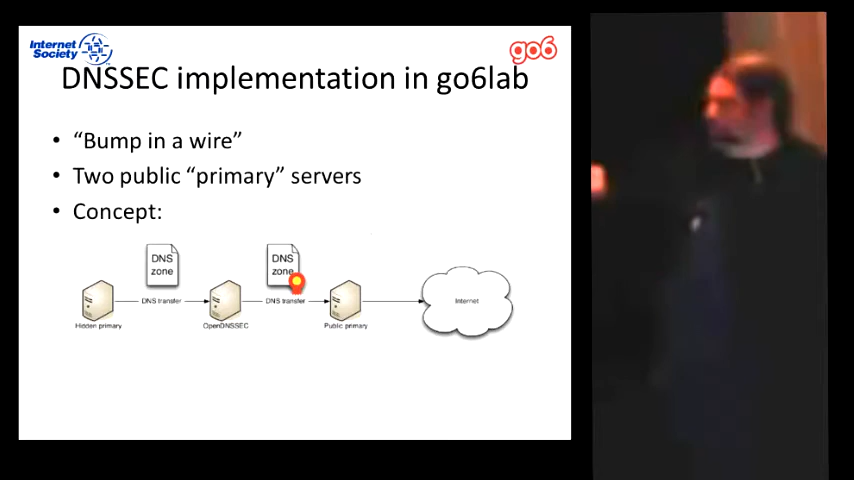 Internet
Society
go6
DNSSEC implementation in go6lab
• “Bump in a wire”
• Two public “primary” servers
• Concept:
DNS
zone
DNS
zone
DNS transfer
DNS transfer
Internet
Hidden primary
OpenDNSSEC
Public primary